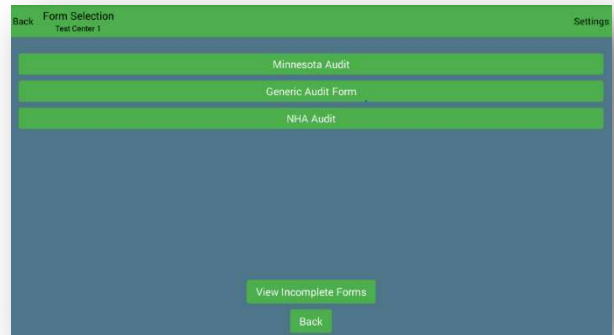 Back Form Selection Settings
Test Center 1
Minnesota Audit
Generic Audit Form
NHA Audit
View Incomplete Forms
Back